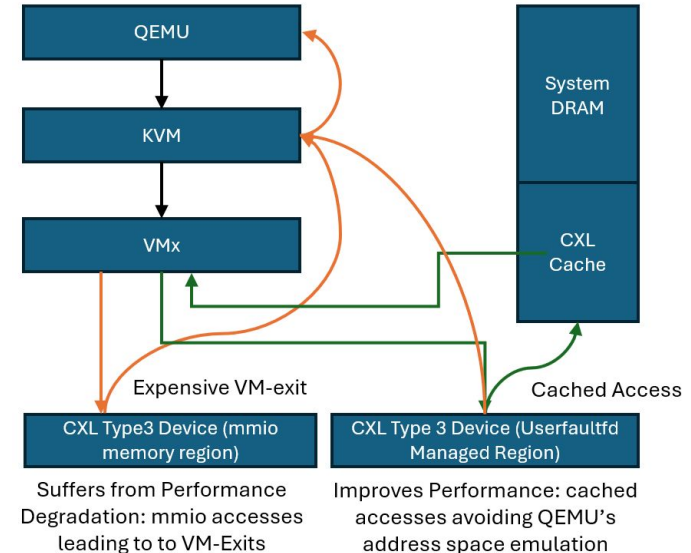 QEMU
System
DRAM
KVM
VMx
CXL
Cache
Expensive VM-exit
Cached Access
CXL Type3 Device (mmio
memory region)
CXL Type 3 Device (Userfaultfd
Managed Region)
Suffers from Performance
Degradation: mmio accesses
leading to to VM-Exits
Improves Performance: cached
accesses avoiding QEMU's
address space emulation